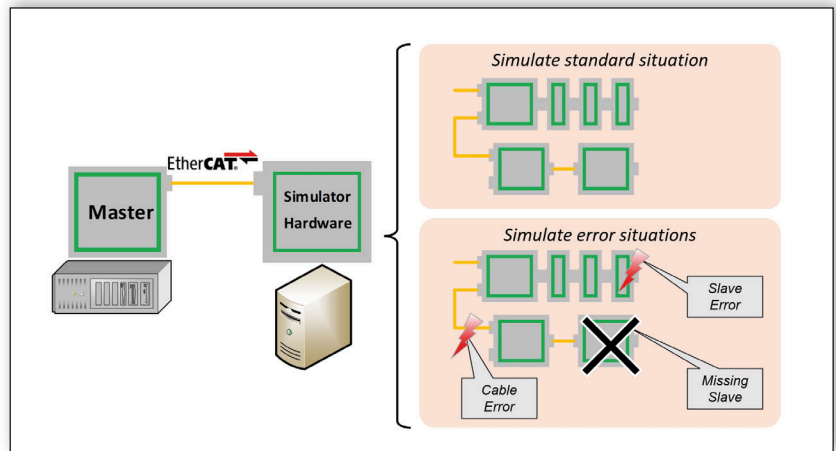 EtherCAT®
Master
Simulator
Hardware
Simulate standard situation
Simulate error situations
Slave
Error
Cable
Error
Missing
Slave